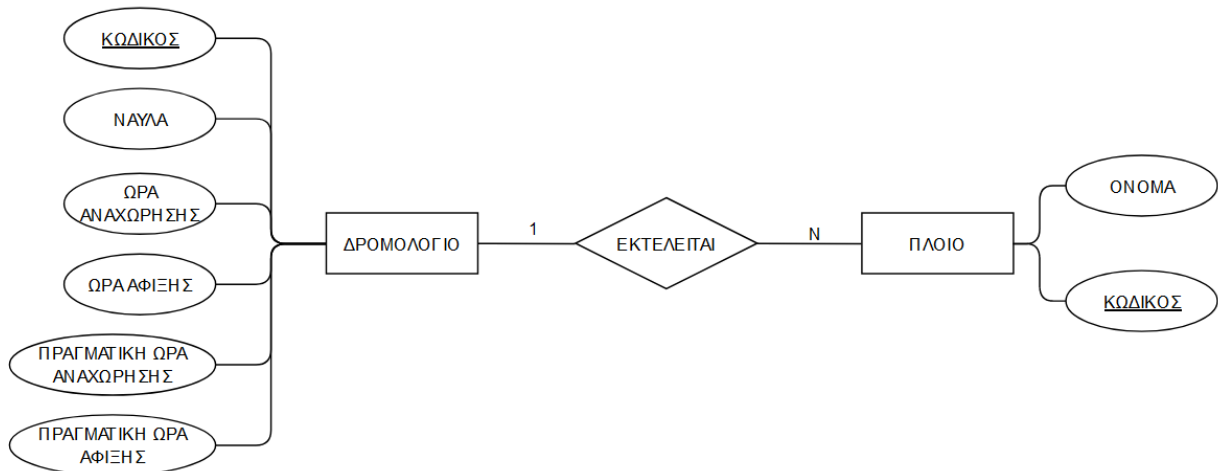 ΚΩΔΙΚΟΣ
ΝΑΥΛΑ
ΩΡΑ
ΑΝΑΧΩΡΗΣΗΣ
ΩΡΑ ΑΦΙΞΗΣ
ΠΡΑΓΜΑΤΙΚΗ ΩΡΑ
ΑΝΑΧΩΡΗΣΗΣ
ΠΡΑΓΜΑΤΙΚΗ ΩΡΑ
ΑΦΙΞΗΣ
ΔΡΟΜΟΛΟΓΙΟ
1
ΕΚΤΕΛΕΙΤΑΙ
N
ΠΛΟΙΟ
ΟΝΟΜΑ
ΚΩΔΙΚΟΣ